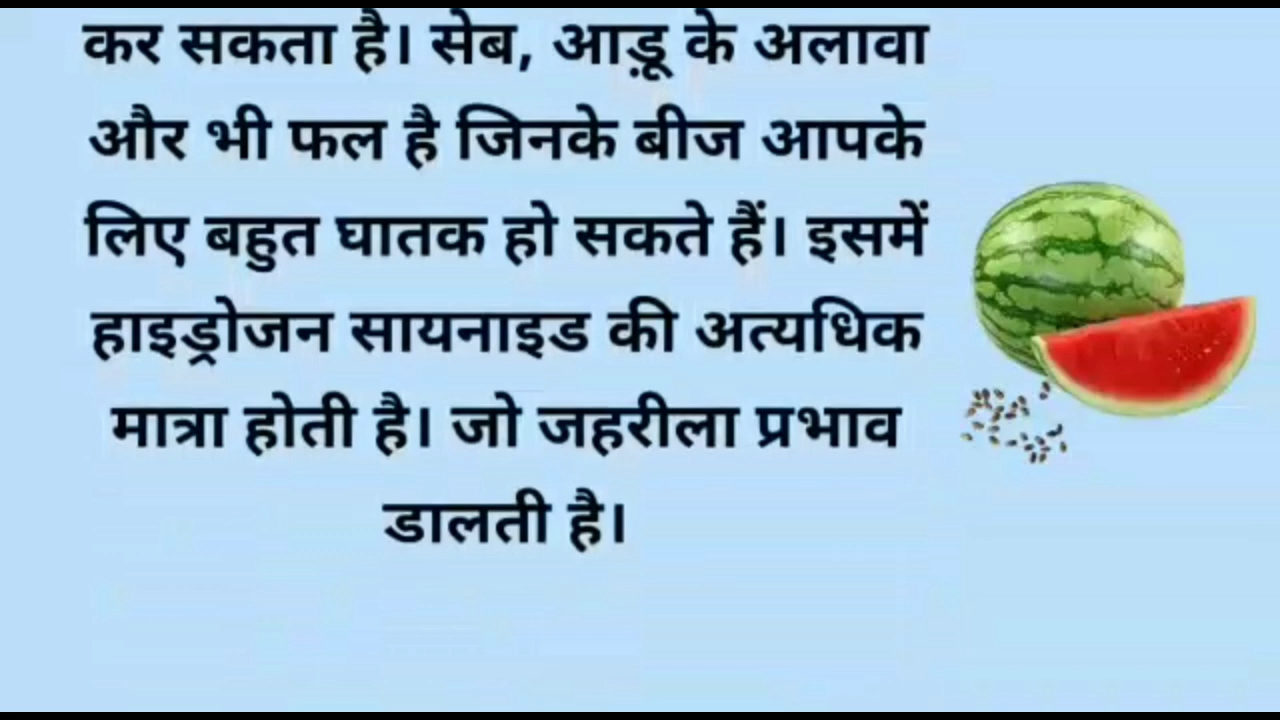 कर सकता है। सेब, आड़ू के अलावा
और भी फल है जिनके बीज आपके
लिए बहुत घातक हो सकते हैं। इसमें
हाइड्रोजन सायनाइड की अत्यधिक
मात्रा होती है। जो जहरीला प्रभाव
डालती है।